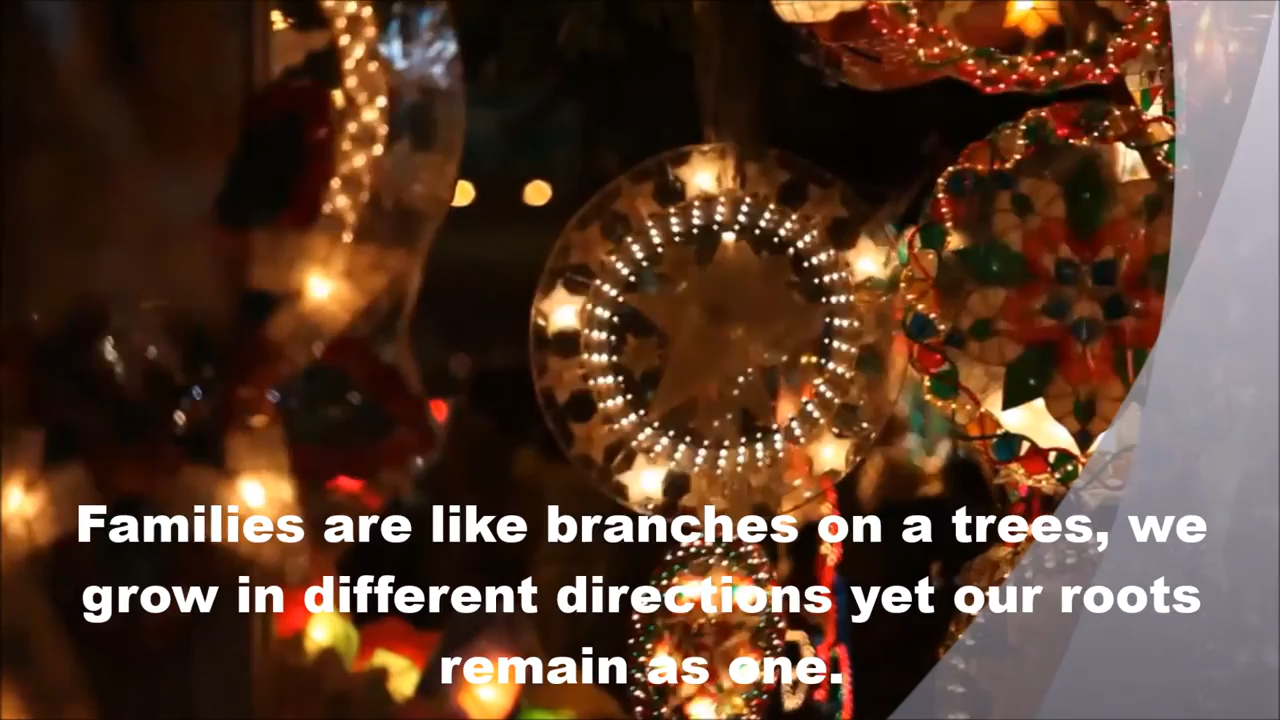 Families are like branches on a trees, we
grow in different directions yet our roots
remain as one.